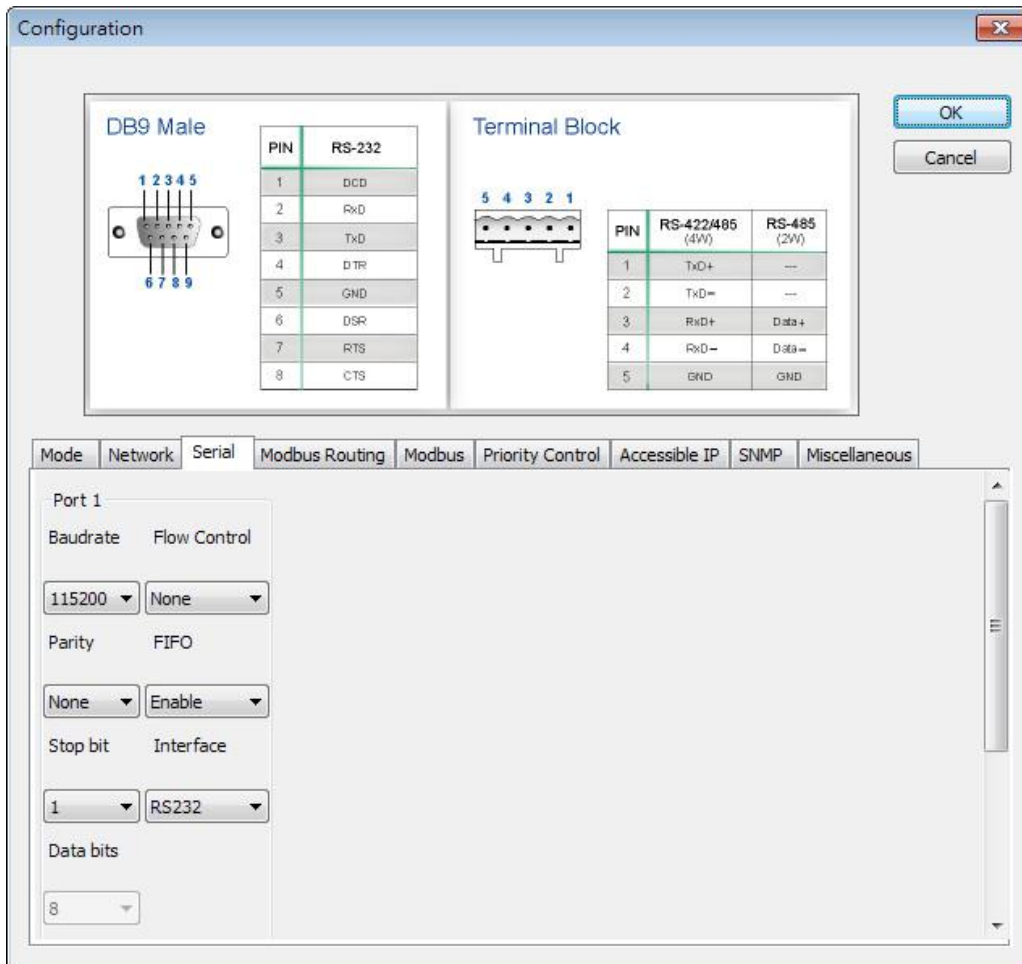 Configuration
OK
Cancel
DB9 Male
1 2 3 4 5
6 7 8 9
PIN RS-232
1 DCD
2 RxD
3 TxD
4 DTR
5 GND
6 DSR
7 RTS
8 CTS
Terminal Block
5 4 3 2 1
PIN RS-422/485 (4W) RS-485 (2W)
1 TxD+ ---
2 TxD− ---
3 RxD+ Data+
4 RxD− Data−
5 GND GND
Mode Network Serial Modbus Routing Modbus Priority Control Accessible IP SNMP Miscellaneous
Port 1
Baudrate Flow Control
115200 None
Parity FIFO
None Enable
Stop bit Interface
1 RS232
Data bits
8